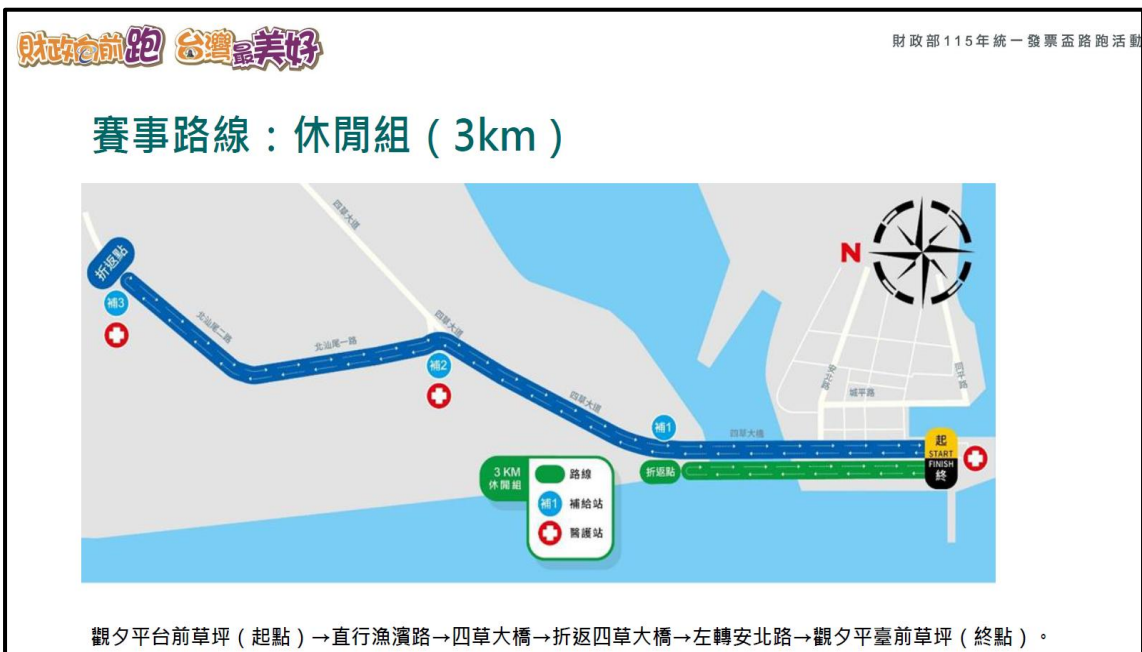 財政向前跑 台灣最美好
財政部115年統一發票盃路跑活動
賽事路線：休閒組（3km）
四草大道
N
折返點
補3
北汕尾二路
北汕尾一路
四草大道
補2
四草大道
安北路
城平路
補1
四草大橋
折返點
起
START
FINISH
終
3 KM
休閒組
路線
補1
補給站
醫護站
觀夕平台前草坪（起點）→直行漁濱路→四草大橋→折返四草大橋→左轉安北路→觀夕平臺前草坪（終點）。